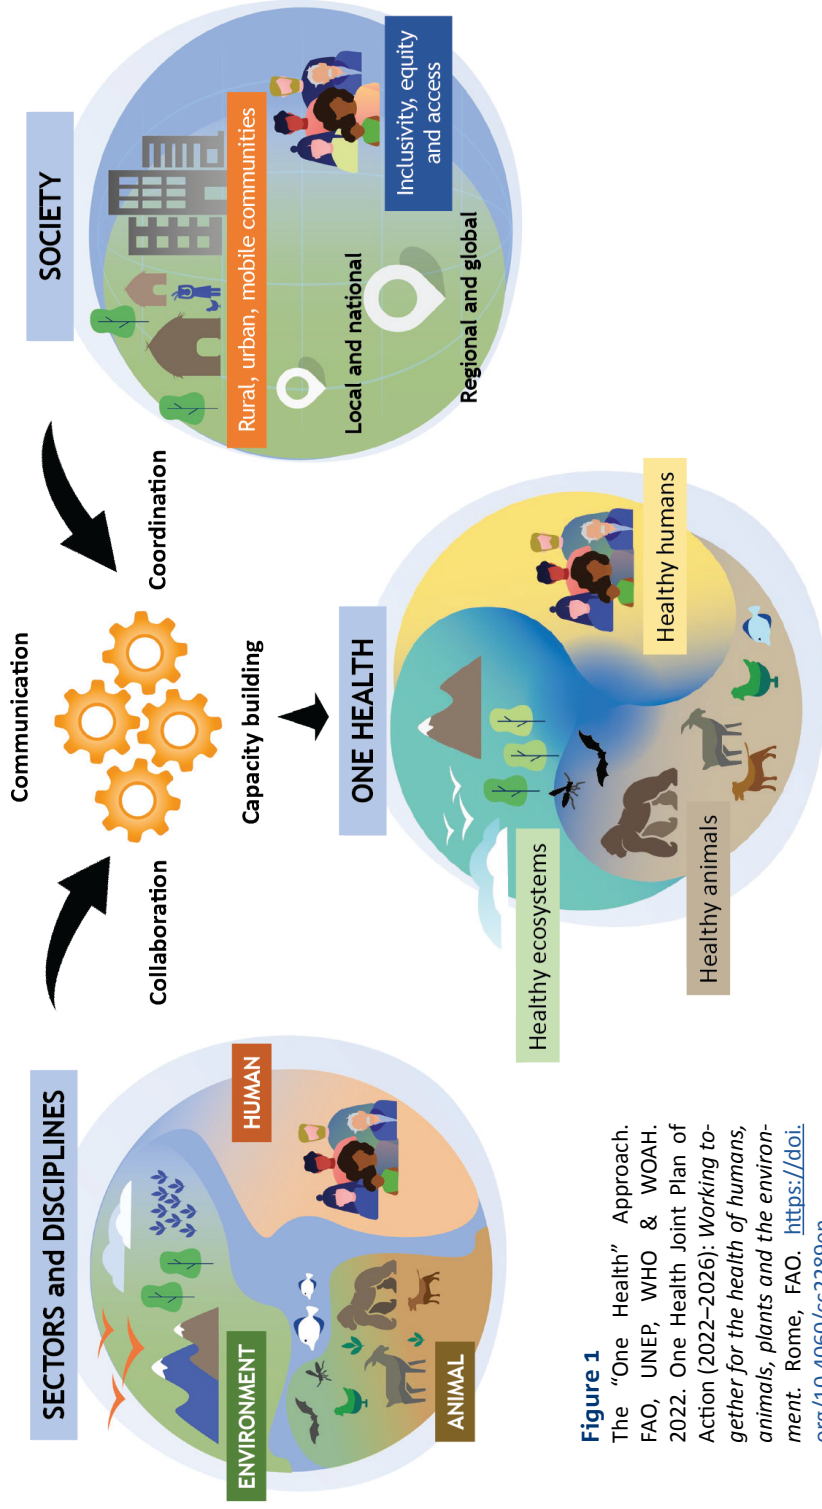 SECTORS and DISCIPLINES
ENVIRONMENT
HUMAN
ANIMAL
Communication
Collaboration
Coordination
Capacity building
SOCIETY
Rural, urban, mobile communities
Local and national
Regional and global
Inclusivity, equity
and access
ONE HEALTH
Healthy ecosystems
Healthy humans
Healthy animals
Figure 1
The “One Health” Approach.
FAO, UNEP, WHO & WOAH.
2022. One Health Joint Plan of
Action (2022–2026): Working to-
gether for the health of humans,
animals, plants and the environ-
ment. Rome, FAO. https://doi.